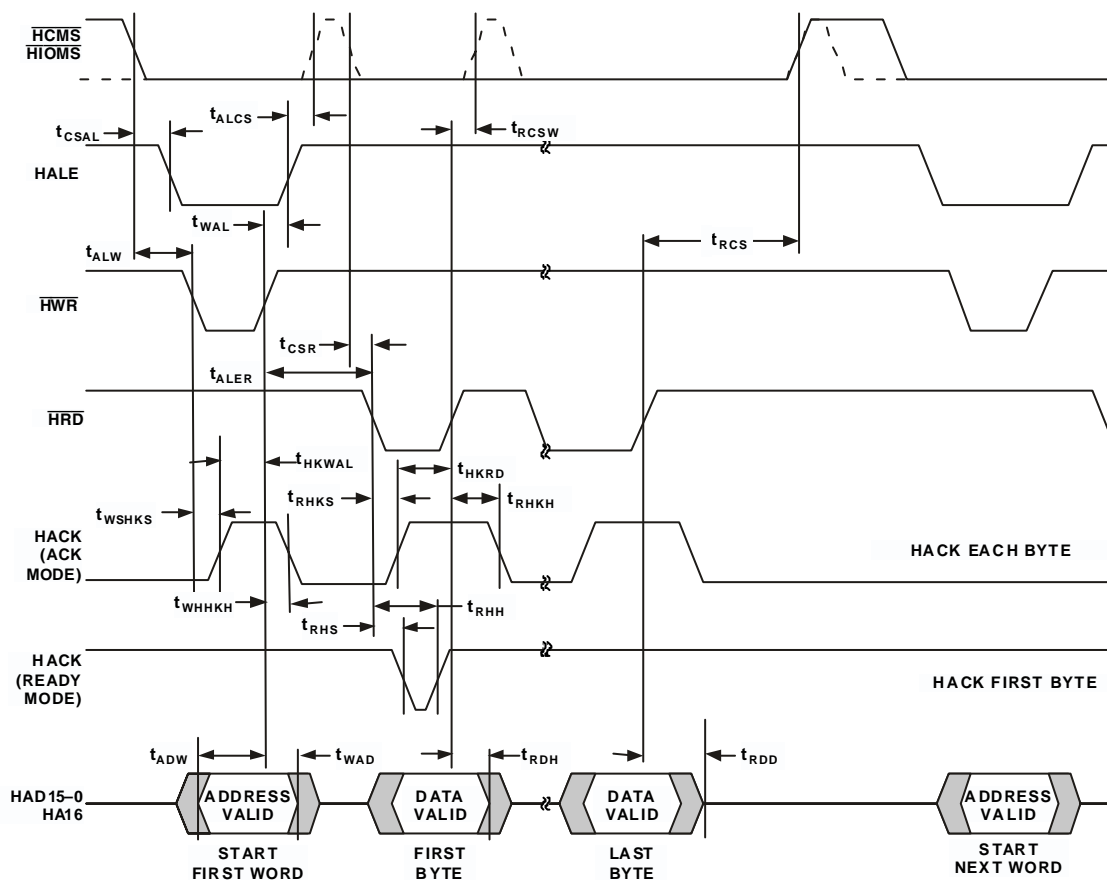 HCMS
HIOMS
tALCS
tCSAL
tRCSW
HALE
tWAL
tRCS
tALW
HWR
tCSR
tALER
HRD
tHKWAL
tHKRD
tRHKS
tRHKH
tWSHKS
HACK
(ACK
MODE)
HACK EACH BYTE
tWHHKH
tRHH
tRHS
HACK
(READY
MODE)
HACK FIRST BYTE
tADW
tWAD
tRDH
tRDD
HAD15–0
HA16
ADDRESS
VALID
DATA
VALID
DATA
VALID
ADDRESS
VALID
START
FIRST WORD
FIRST
BYTE
LAST
BYTE
START
NEXT WORD